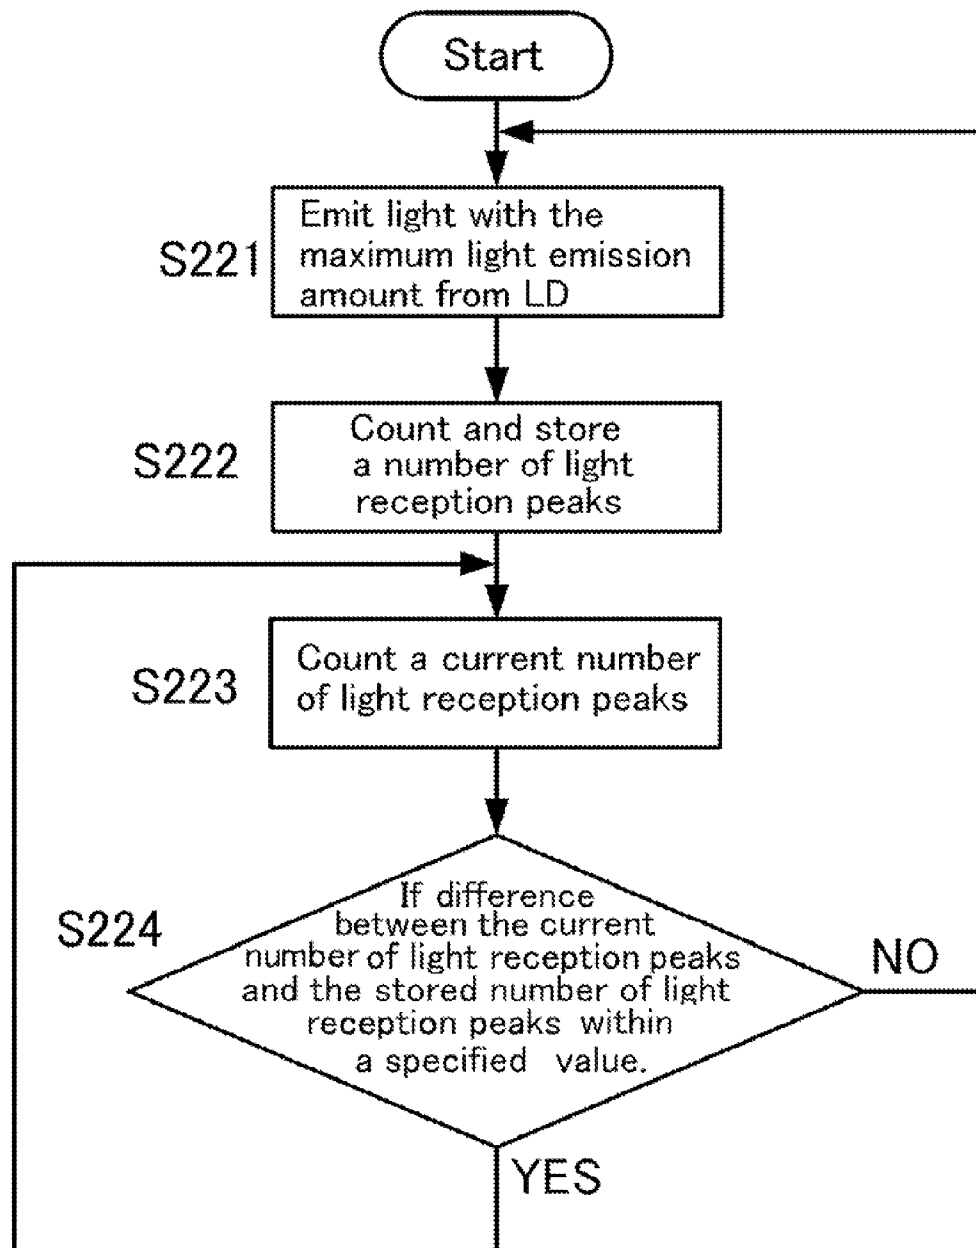 Start
S221
Emit light with the
maximum light emission
amount from LD
S222
Count and store
a number of light
reception peaks
S223
Count a current number
of light reception peaks
S224
If difference
between the current
number of light reception peaks
and the stored number of light
reception peaks within
a specified value.
NO
YES